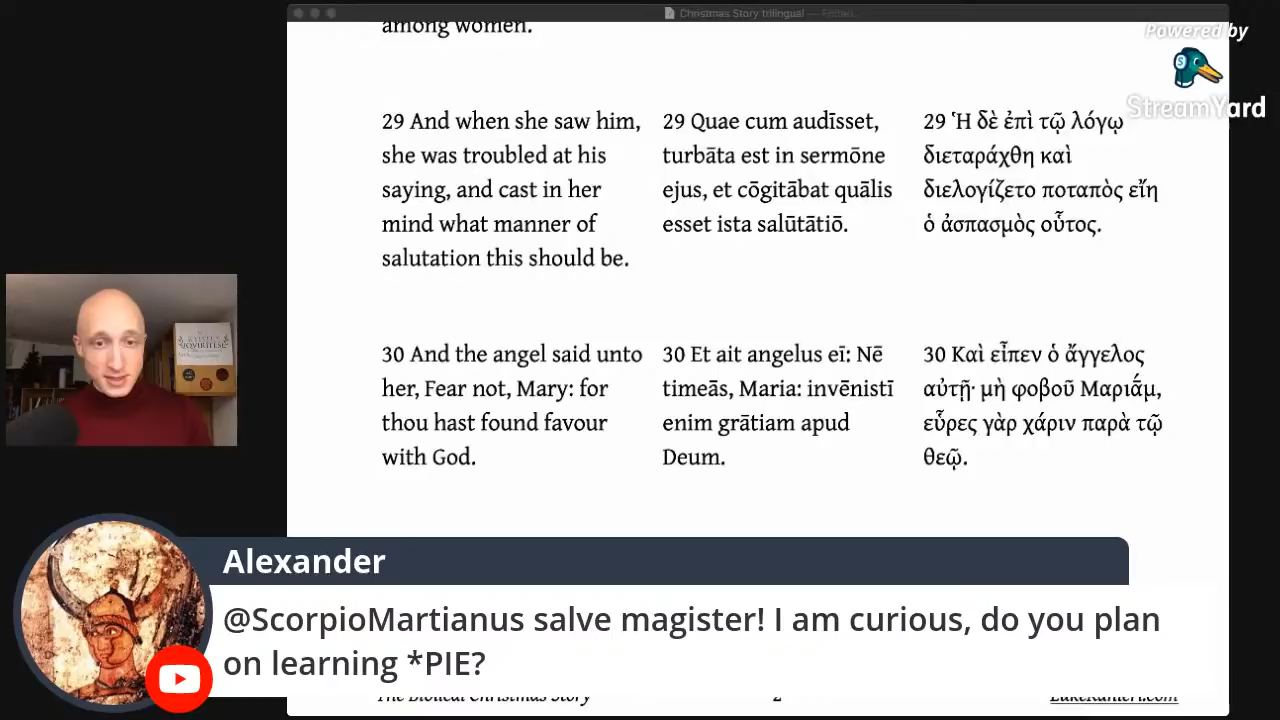 Christmas Story trilingual — Edited
Powered by
StreamYard
among women.
29 And when she saw him,
she was troubled at his
saying, and cast in her
mind what manner of
salutation this should be.
29 Quae cum audīsset,
turbāta est in sermōne
ejus, et cōgitābat quālis
esset ista salūtātiō.
29 Ἡ δὲ ἐπὶ τῷ λόγῳ
διεταράχθη καὶ
διελογίζετο ποταπὸς εἴη
ὁ ἀσπασμὸς οὗτος.
30 And the angel said unto
her, Fear not, Mary: for
thou hast found favour
with God.
30 Et ait angelus eī: Nē
timeās, Maria: invēnistī
enim grātiam apud
Deum.
30 Καὶ εἶπεν ὁ ἄγγελος
αὐτῇ· μὴ φοβοῦ Μαριᾱ́μ,
εὗρες γὰρ χάριν παρὰ τῷ
θεῷ.
Alexander
@ScorpioMartianus salve magister! I am curious, do you plan
on learning *PIE?
The Biblical Christmas Story
2
LukeRanieri.com